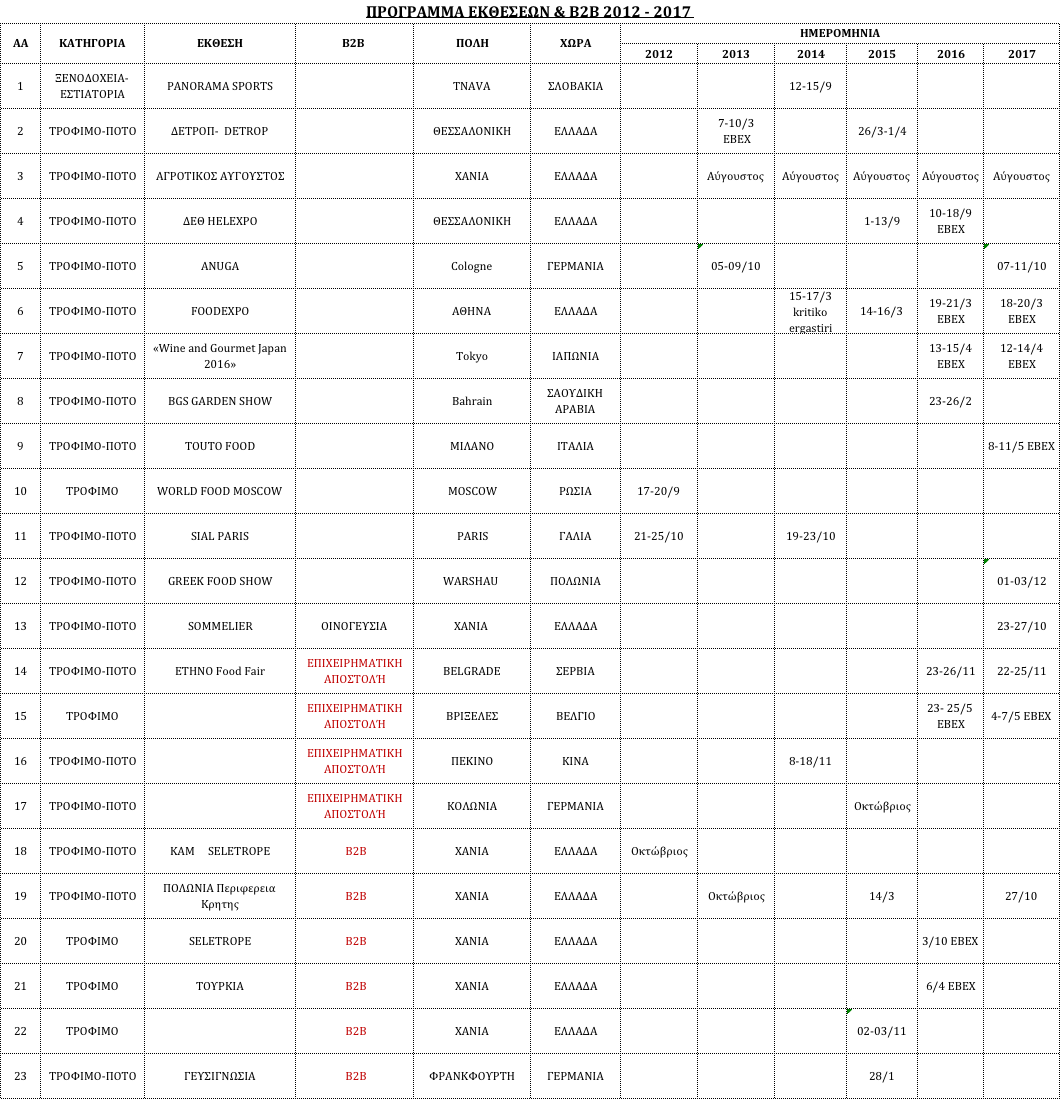 ΠΡΟΓΡΑΜΜΑ ΕΚΘΕΣΕΩΝ & B2B 2012 - 2017
ΑΑ ΚΑΤΗΓΟΡΙΑ ΕΚΘΕΣΗ B2B ΠΟΛΗ ΧΩΡΑ ΗΜΕΡΟΜΗΝΙΑ
2012 2013 2014 2015 2016 2017
1 ΞΕΝΟΔΟΧΕΙΑ-
ΕΣΤΙΑΤΟΡΙΑ PANORAMA SPORTS TNAVA ΣΛΟΒΑΚΙΑ 12-15/9
2 ΤΡΟΦΙΜΟ-ΠΟΤΟ ΔΕΤΡΟΠ- DETROP ΘΕΣΣΑΛΟΝΙΚΗ ΕΛΛΑΔΑ 7-10/3
ΕΒΕΧ 26/3-1/4
3 ΤΡΟΦΙΜΟ-ΠΟΤΟ ΑΓΡΟΤΙΚΟΣ ΑΥΓΟΥΣΤΟΣ ΧΑΝΙΑ ΕΛΛΑΔΑ Αύγουστος Αύγουστος Αύγουστος Αύγουστος Αύγουστος
4 ΤΡΟΦΙΜΟ-ΠΟΤΟ ΔΕΘ HELEXPO ΘΕΣΣΑΛΟΝΙΚΗ ΕΛΛΑΔΑ 1-13/9 10-18/9
ΕΒΕΧ
5 ΤΡΟΦΙΜΟ-ΠΟΤΟ ANUGA Cologne ΓΕΡΜΑΝΙΑ 05-09/10 07-11/10
6 ΤΡΟΦΙΜΟ-ΠΟΤΟ FOODEXPO ΑΘΗΝΑ ΕΛΛΑΔΑ 15-17/3
kritiko
ergastiri 14-16/3 19-21/3
ΕΒΕΧ 18-20/3
ΕΒΕΧ
7 ΤΡΟΦΙΜΟ-ΠΟΤΟ «Wine and Gourmet Japan
2016» Tokyo ΙΑΠΩΝΙΑ 13-15/4
ΕΒΕΧ 12-14/4
ΕΒΕΧ
8 ΤΡΟΦΙΜΟ-ΠΟΤΟ BGS GARDEN SHOW Bahrain ΣΑΟΥΔΙΚΗ
ΑΡΑΒΙΑ 23-26/2
9 ΤΡΟΦΙΜΟ-ΠΟΤΟ TOUTO FOOD ΜΙΛΑΝΟ ΙΤΑΛΙΑ 8-11/5 ΕΒΕΧ
10 ΤΡΟΦΙΜΟ WORLD FOOD MOSCOW MOSCOW ΡΩΣΙΑ 17-20/9
11 ΤΡΟΦΙΜΟ-ΠΟΤΟ SIAL PARIS PARIS ΓΑΛΙΑ 21-25/10 19-23/10
12 ΤΡΟΦΙΜΟ-ΠΟΤΟ GREEK FOOD SHOW WARSHAU ΠΟΛΩΝΙΑ 01-03/12
13 ΤΡΟΦΙΜΟ-ΠΟΤΟ SOMMELIER ΟΙΝΟΓΕΥΣΙΑ ΧΑΝΙΑ ΕΛΛΑΔΑ 23-27/10
14 ΤΡΟΦΙΜΟ-ΠΟΤΟ ETHNO Food Fair ΕΠΙΧΕΙΡΗΜΑΤΙΚΗ
ΑΠΟΣΤΟΛΉ BELGRADE ΣΕΡΒΙΑ 23-26/11 22-25/11
15 ΤΡΟΦΙΜΟ ΕΠΙΧΕΙΡΗΜΑΤΙΚΗ
ΑΠΟΣΤΟΛΉ ΒΡΙΞΕΛΕΣ ΒΕΛΓΙΟ 23- 25/5
ΕΒΕΧ 4-7/5 ΕΒΕΧ
16 ΤΡΟΦΙΜΟ-ΠΟΤΟ ΕΠΙΧΕΙΡΗΜΑΤΙΚΗ
ΑΠΟΣΤΟΛΉ ΠΕΚΙΝΟ ΚΙΝΑ 8-18/11
17 ΤΡΟΦΙΜΟ-ΠΟΤΟ ΕΠΙΧΕΙΡΗΜΑΤΙΚΗ
ΑΠΟΣΤΟΛΉ ΚΟΛΩΝΙΑ ΓΕΡΜΑΝΙΑ Οκτώβριος
18 ΤΡΟΦΙΜΟ-ΠΟΤΟ ΚΑΜ SELETROPE B2B ΧΑΝΙΑ ΕΛΛΑΔΑ Οκτώβριος
19 ΤΡΟΦΙΜΟ-ΠΟΤΟ ΠΟΛΩΝΙΑ Περιφερεια
Κρητης B2B ΧΑΝΙΑ ΕΛΛΑΔΑ Οκτώβριος 14/3 27/10
20 ΤΡΟΦΙΜΟ SELETROPE B2B ΧΑΝΙΑ ΕΛΛΑΔΑ 3/10 ΕΒΕΧ
21 ΤΡΟΦΙΜΟ ΤΟΥΡΚΙΑ B2B ΧΑΝΙΑ ΕΛΛΑΔΑ 6/4 ΕΒΕΧ
22 ΤΡΟΦΙΜΟ B2B ΧΑΝΙΑ ΕΛΛΑΔΑ 02-03/11
23 ΤΡΟΦΙΜΟ-ΠΟΤΟ ΓΕΥΣΙΓΝΩΣΙΑ B2B ΦΡΑΝΚΦΟΥΡΤΗ ΓΕΡΜΑΝΙΑ 28/1